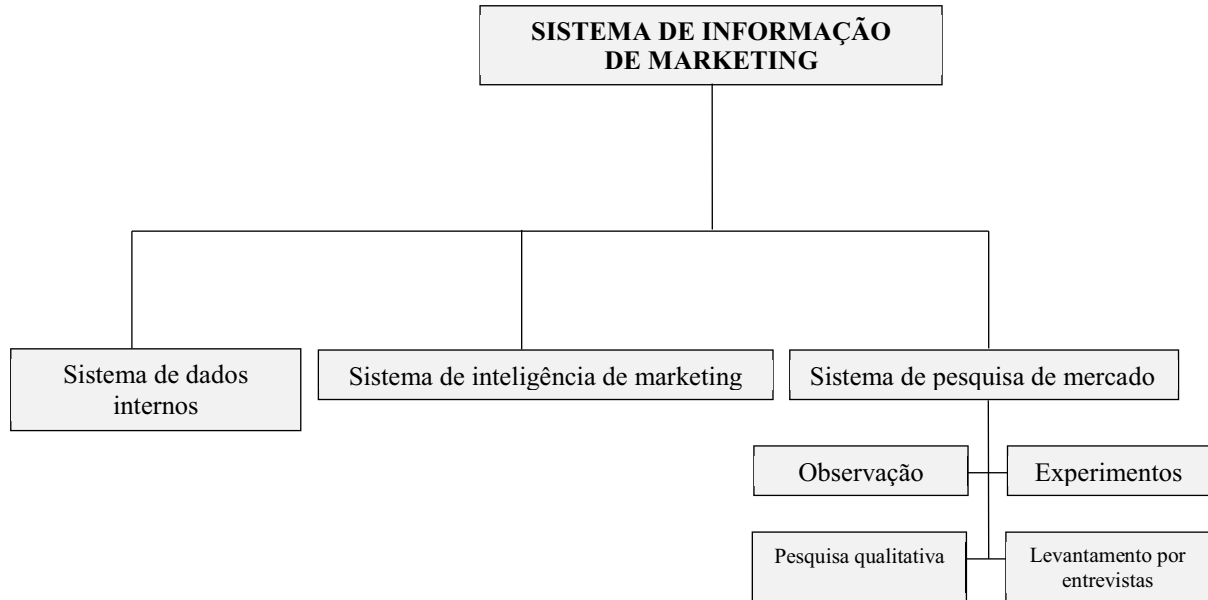 SISTEMA DE INFORMAÇÃO
DE MARKETING
Sistema de dados
internos
Sistema de inteligência de marketing
Sistema de pesquisa de mercado
Observação
Experimentos
Pesquisa qualitativa
Levantamento por
entrevistas